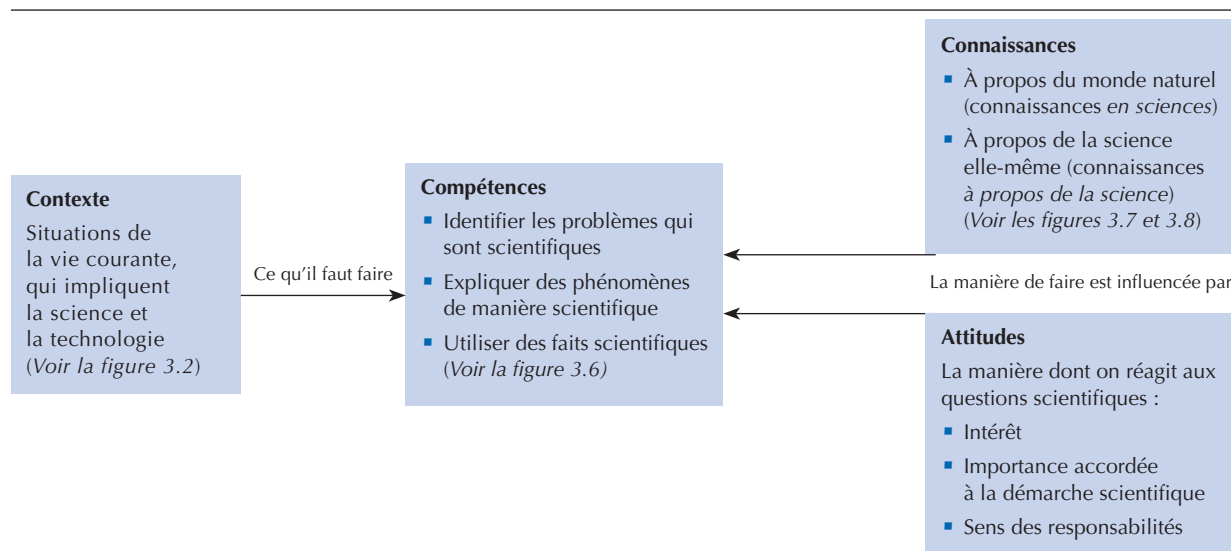 Contexte
Situations de
la vie courante,
qui impliquent
la science et
la technologie
(Voir la figure 3.2)
Ce qu'il faut faire
Compétences
▪ Identifier les problèmes qui
sont scientifiques
▪ Expliquer des phénomènes
de manière scientifique
▪ Utiliser des faits scientifiques
(Voir la figure 3.6)
Connaissances
▪ À propos du monde naturel
(connaissances en sciences)
▪ À propos de la science
elle-même (connaissances
à propos de la science)
(Voir les figures 3.7 et 3.8)
La manière de faire est influencée par
Attitudes
La manière dont on réagit aux
questions scientifiques :
▪ Intérêt
▪ Importance accordée
à la démarche scientifique
▪ Sens des responsabilités